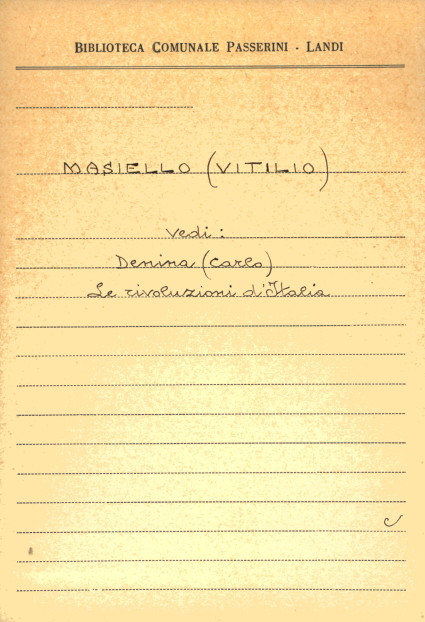 BIBLIOTECA COMUNALE PASSERINI - LANDI
MASIELLO (VITILIO)
Vedi:
Denina (Carlo)
Le rivoluzioni d'Italia